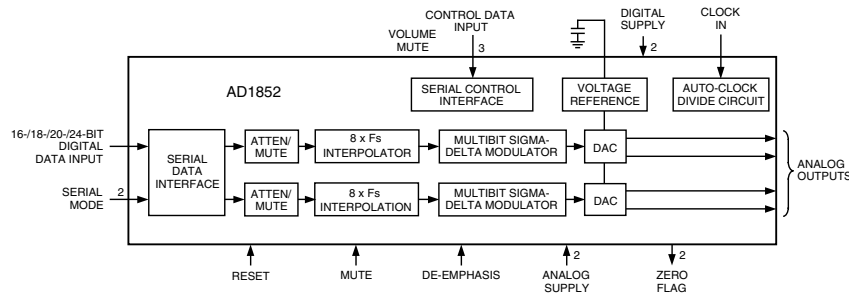 CONTROL DATA
INPUT
VOLUME
MUTE
3
DIGITAL
SUPPLY
2
CLOCK
IN
AD1852
SERIAL CONTROL
INTERFACE
VOLTAGE
REFERENCE
AUTO-CLOCK
DIVIDE CIRCUIT
16-/18-/20-/24-BIT
DIGITAL
DATA INPUT
SERIAL
MODE
2
SERIAL
DATA
INTERFACE
ATTEN/
MUTE
8 x Fs
INTERPOLATOR
MULTIBIT SIGMA-
DELTA MODULATOR
DAC
ATTEN/
MUTE
8 x Fs
INTERPOLATION
MULTIBIT SIGMA-
DELTA MODULATOR
DAC
ANALOG
OUTPUTS
RESET
MUTE
DE-EMPHASIS
2
ANALOG
SUPPLY
2
ZERO
FLAG